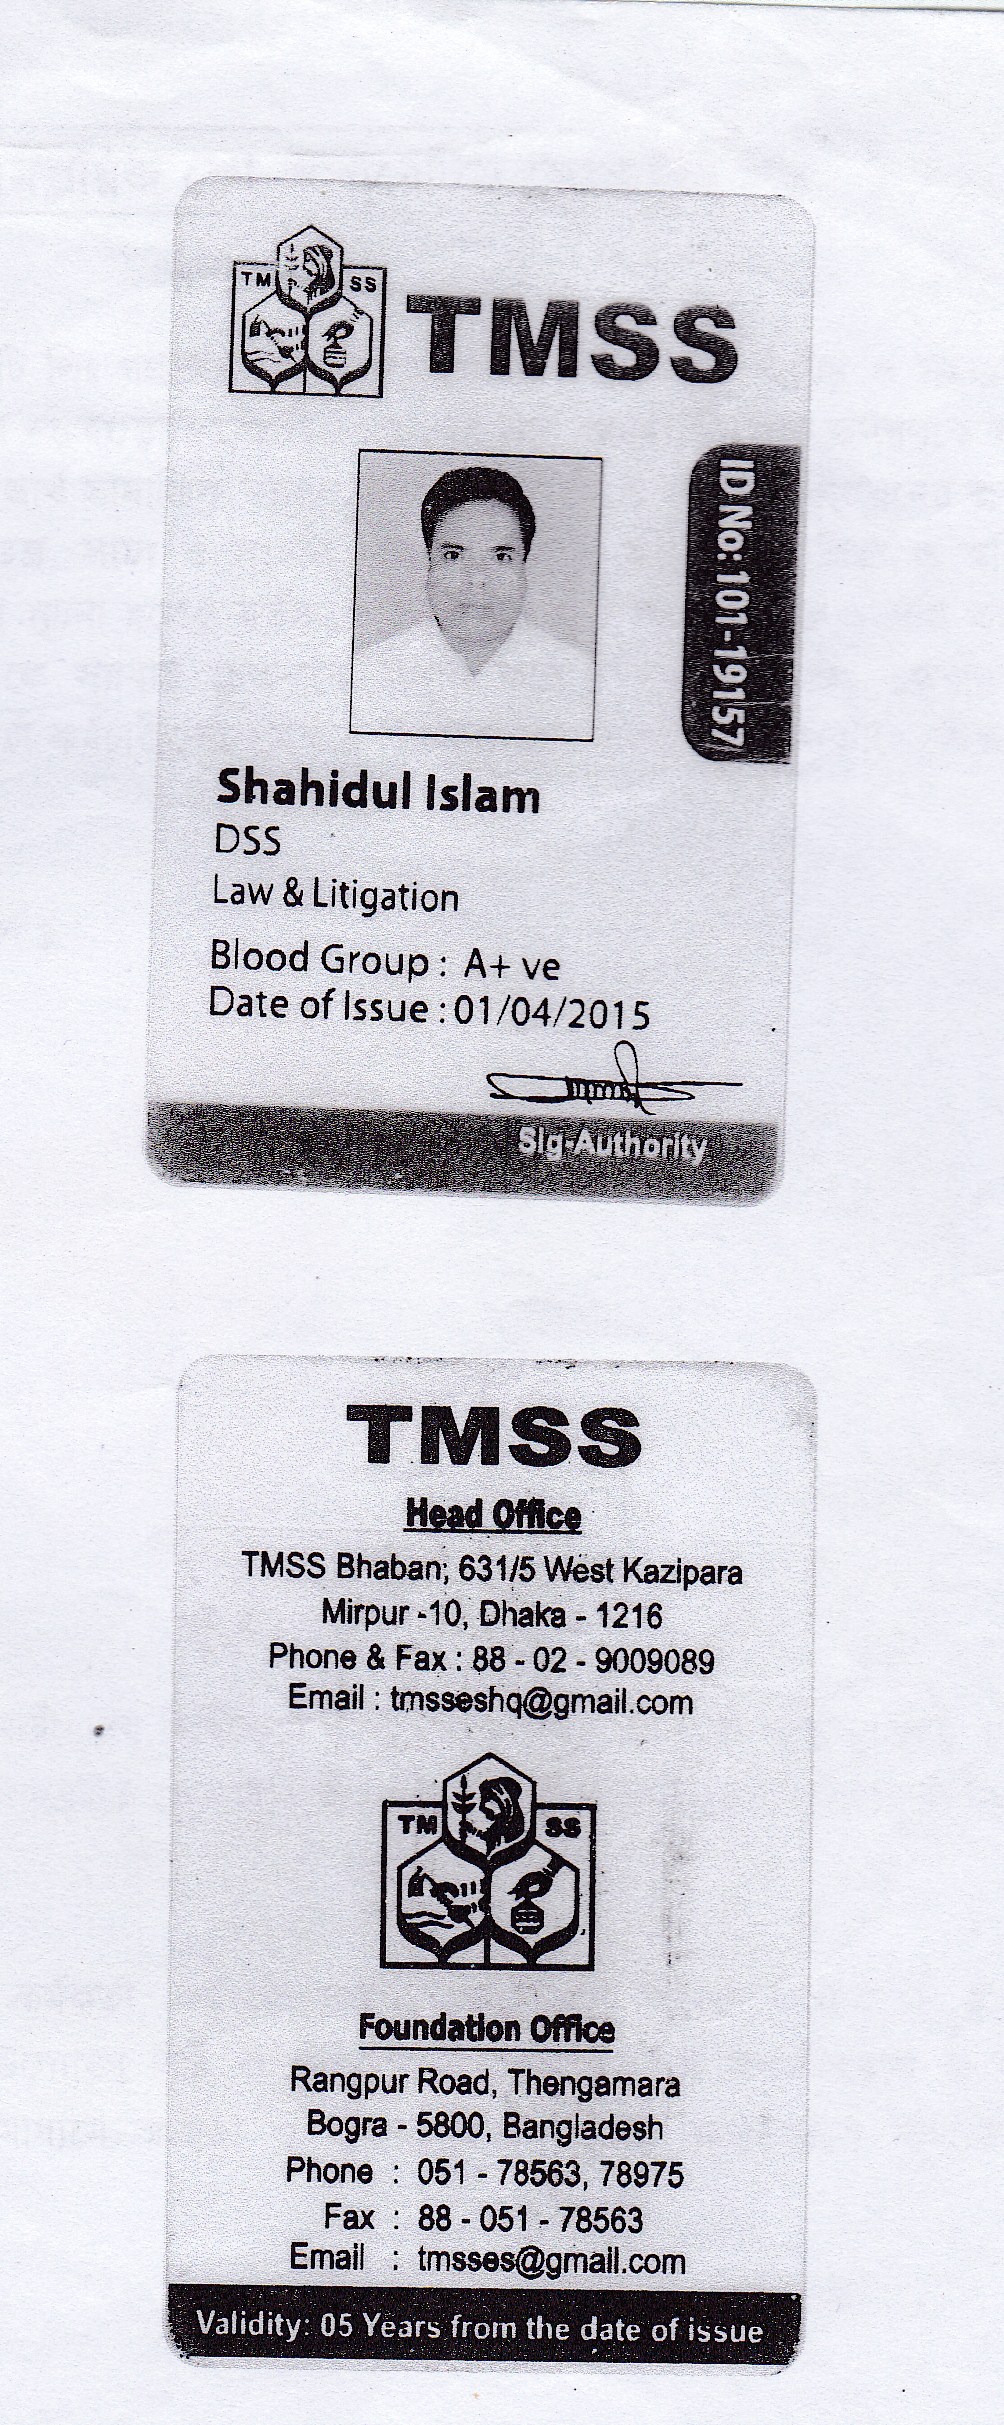 TM SS
TMSS
ID No: 101-19157
Shahidul Islam
DSS
Law & Litigation
Blood Group : A+ ve
Date of Issue : 01/04/2015
Sig-Authority
TMSS
Head Office
TMSS Bhaban; 631/5 West Kazipara
Mirpur -10, Dhaka - 1216
Phone & Fax : 88 - 02 - 9009089
Email : tmsseshq@gmail.com
TM SS
Foundation Office
Rangpur Road, Thengamara
Bogra - 5800, Bangladesh
Phone : 051 - 78563, 78975
Fax : 88 - 051 - 78563
Email : tmsses@gmail.com
Validity: 05 Years from the date of issue